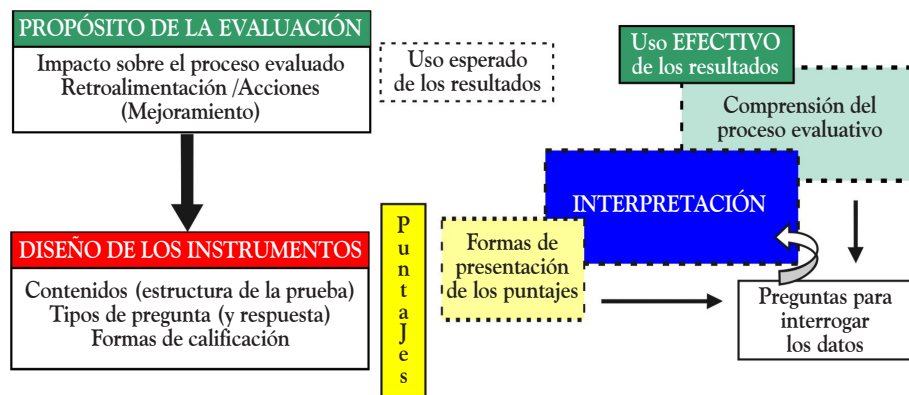 PROPÓSITO DE LA EVALUACIÓN
Impacto sobre el proceso evaluado
Retroalimentación /Acciones
(Mejoramiento)
Uso esperado
de los resultados
Uso EFECTIVO
de los resultados
Comprensión del
proceso evaluativo
INTERPRETACIÓN
DISEÑO DE LOS INSTRUMENTOS
Contenidos (estructura de la prueba)
Tipos de pregunta (y respuesta)
Formas de calificación
PuntaJes
Formas de
presentación
de los puntajes
Preguntas para
interrogar
los datos